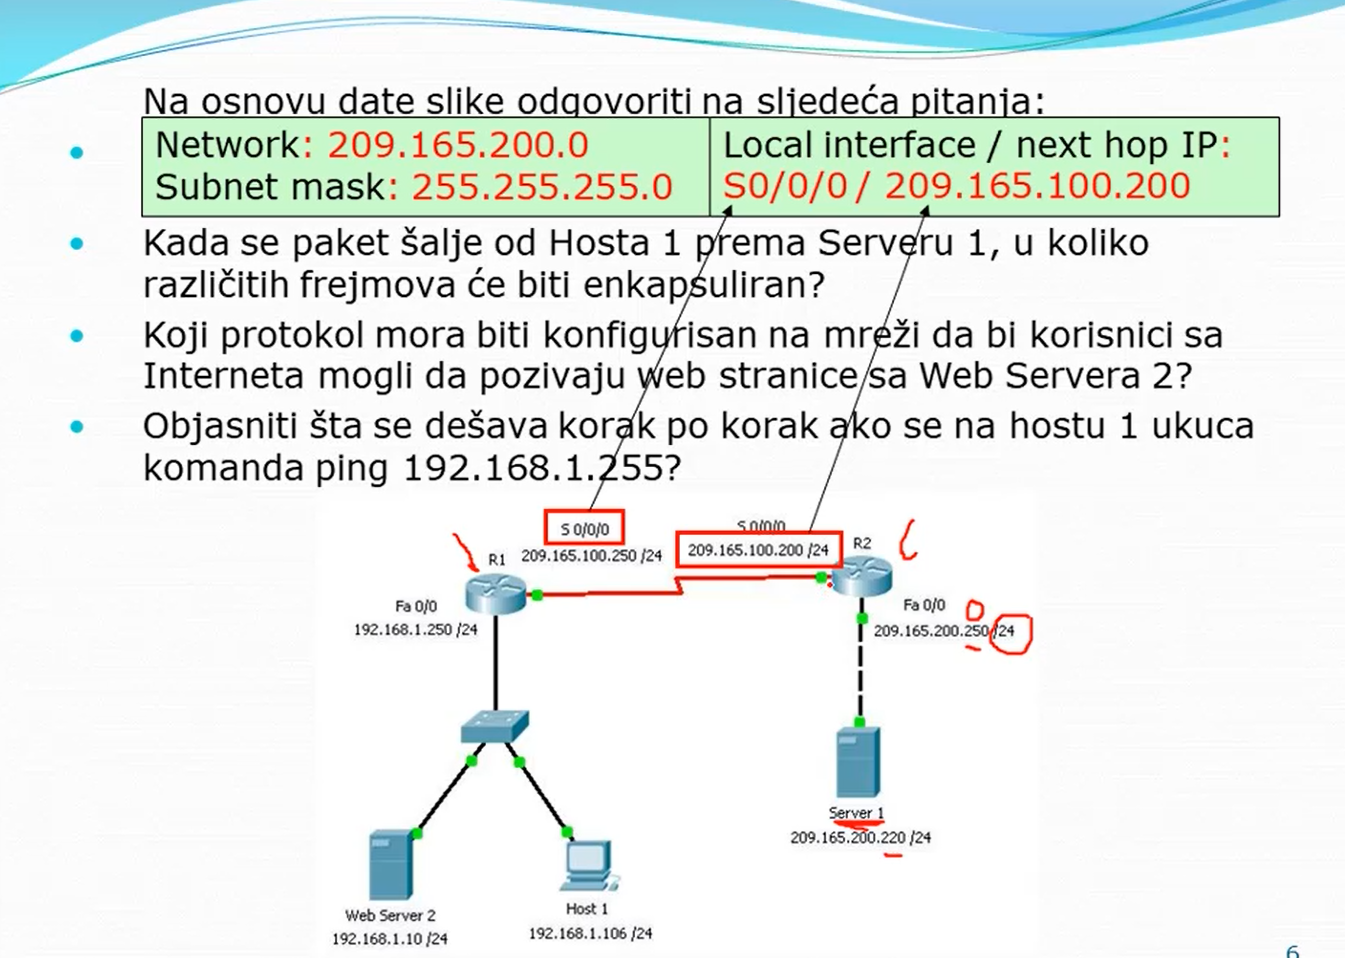 Na osnovu date slike odgovoriti na sljedeća pitanja:
Network: 209.165.200.0
Subnet mask: 255.255.255.0
Local interface / next hop IP:
S0/0/0 / 209.165.100.200
Kada se paket šalje od Hosta 1 prema Serveru 1, u koliko
različitih frejmova će biti enkapsuliran?
Koji protokol mora biti konfigurisan na mreži da bi korisnici sa
Interneta mogli da pozivaju web stranice sa Web Servera 2?
Objasniti šta se dešava korak po korak ako se na hostu 1 ukuca
komanda ping 192.168.1.255?
S 0/0/0
209.165.100.250 /24
S 0/0/0
209.165.100.200 /24
R1
R2
Fa 0/0
192.168.1.250 /24
Fa 0/0
209.165.200.250 /24
0
Server 1
209.165.200.220 /24
Web Server 2
192.168.1.10 /24
Host 1
192.168.1.106 /24
6